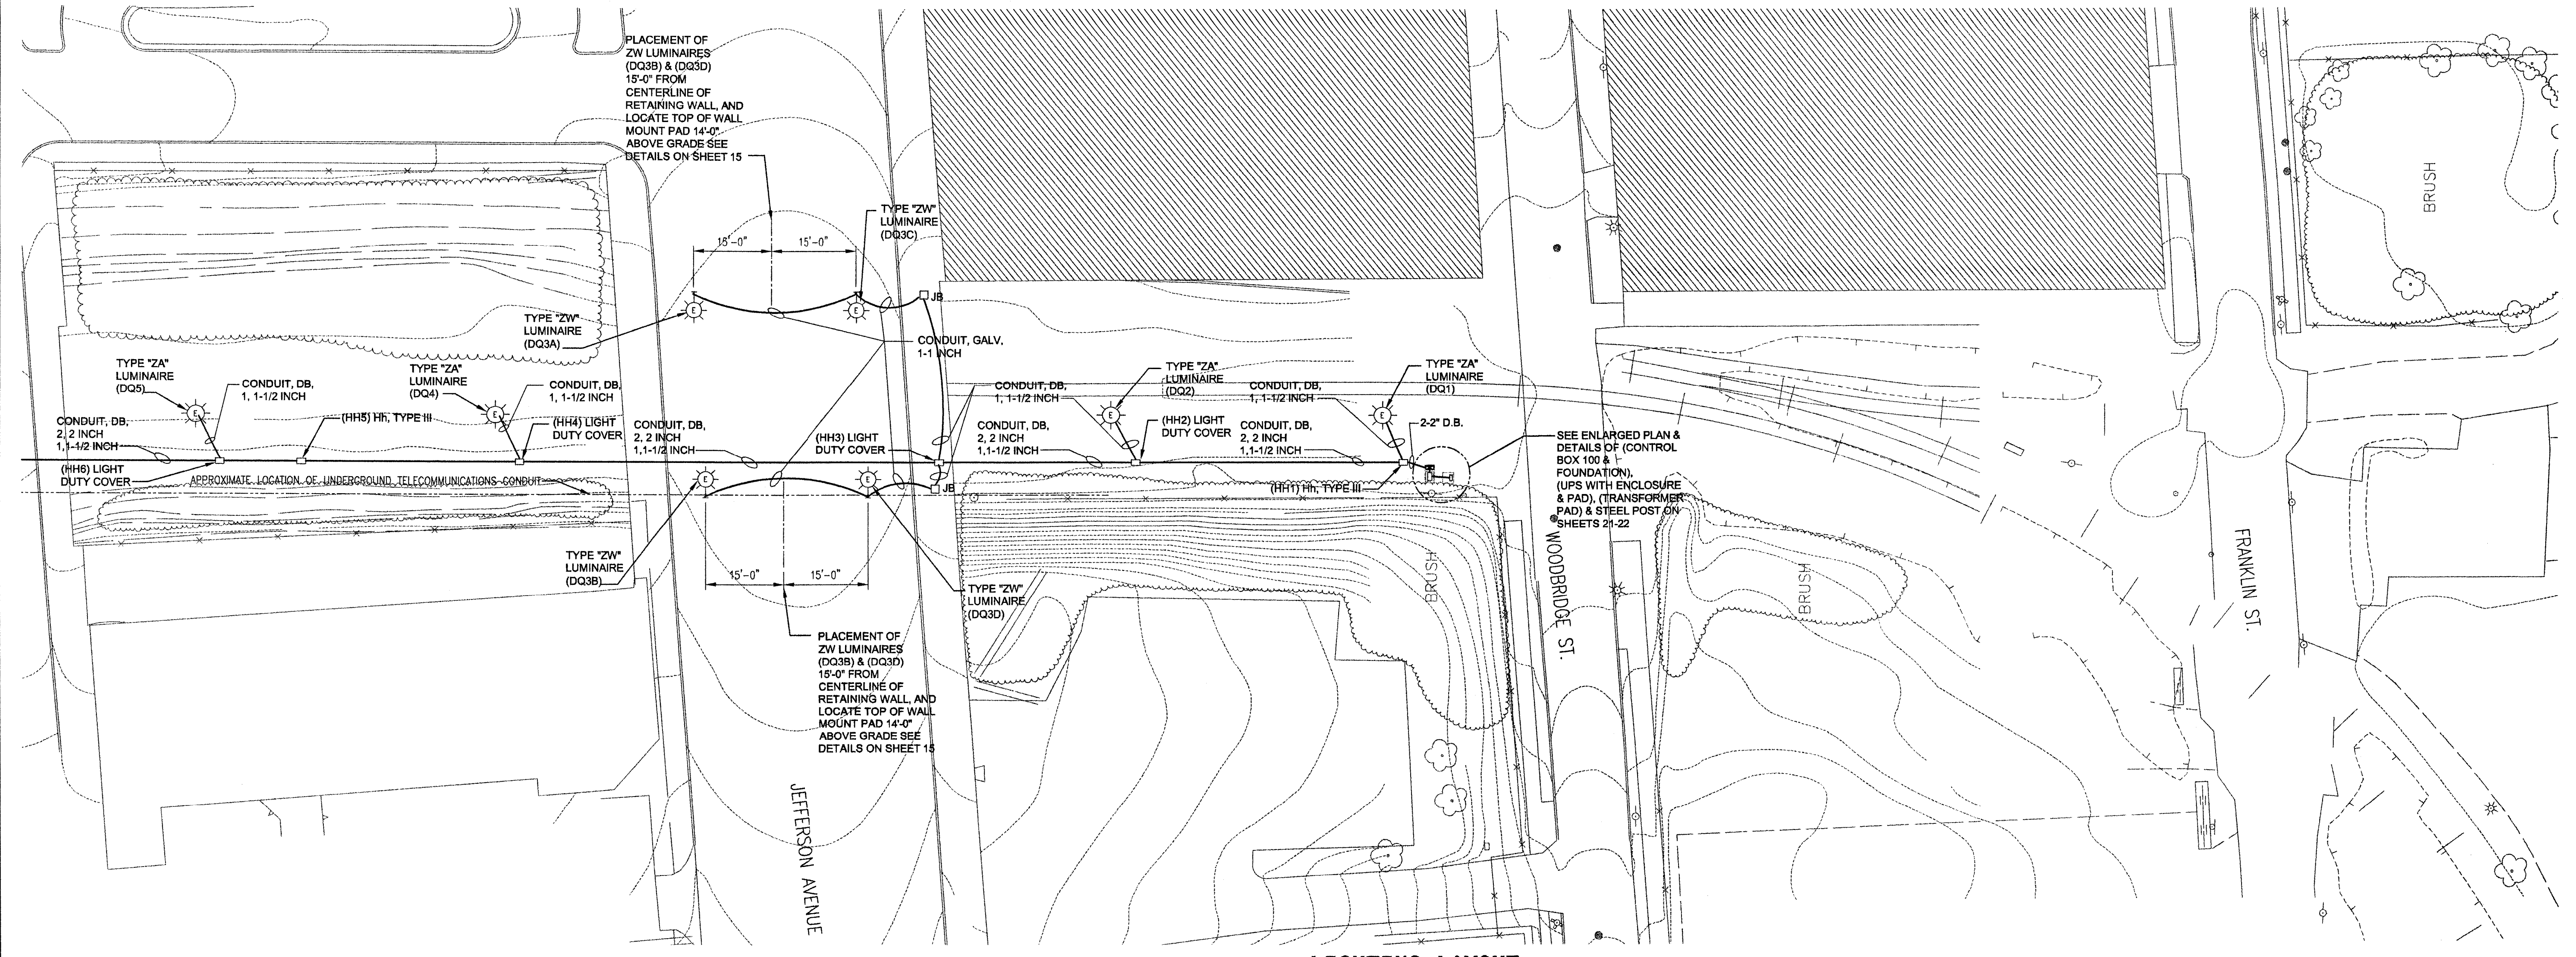 PLACEMENT OF
ZW LUMINAIRES
(DQ3B) & (DQ3D)
15'-0" FROM
CENTERLINE OF
RETAINING WALL, AND
LOCATE TOP OF WALL
MOUNT PAD 14'-0"
ABOVE GRADE SEE
DETAILS ON SHEET 15
TYPE "ZW"
LUMINAIRE
(DQ3C)
15'-0"
15'-0"
JB
TYPE "ZW"
LUMINAIRE
(DQ3A)
E
E
CONDUIT, GALV,
1-1 INCH
TYPE "ZA"
LUMINAIRE
(DQ5)
E
CONDUIT, DB,
1, 1-1/2 INCH
TYPE "ZA"
LUMINAIRE
(DQ4)
E
CONDUIT, DB,
1, 1-1/2 INCH
CONDUIT, DB,
2, 2 INCH
1,1-1/2 INCH
(HH5) Hh, TYPE III
(HH4) LIGHT
DUTY COVER
CONDUIT, DB,
2, 2 INCH
1,1-1/2 INCH
(HH3) LIGHT
DUTY COVER
CONDUIT, DB,
1, 1-1/2 INCH
CONDUIT, DB,
2, 2 INCH
1,1-1/2 INCH
TYPE "ZA"
LUMINAIRE
(DQ2)
E
(HH2) LIGHT
DUTY COVER
CONDUIT, DB,
1, 1-1/2 INCH
CONDUIT, DB,
2, 2 INCH
1,1-1/2 INCH
TYPE "ZA"
LUMINAIRE
(DQ1)
E
2-2" D.B.
(HH6) LIGHT
DUTY COVER
APPROXIMATE LOCATION OF UNDERGROUND TELECOMMUNICATIONS CONDUIT
E
E
JB
(HH1) Hh, TYPE III
SEE ENLARGED PLAN &
DETAILS OF (CONTROL
BOX 100 &
FOUNDATION),
(UPS WITH ENCLOSURE
& PAD), (TRANSFORMER
PAD) & STEEL POST ON
SHEETS 21-22
TYPE "ZW"
LUMINAIRE
(DQ3B)
15'-0"
15'-0"
TYPE "ZW"
LUMINAIRE
(DQ3D)
PLACEMENT OF
ZW LUMINAIRES
(DQ3B) & (DQ3D)
15'-0" FROM
CENTERLINE OF
RETAINING WALL, AND
LOCATE TOP OF WALL
MOUNT PAD 14'-0"
ABOVE GRADE SEE
DETAILS ON SHEET 15
JEFFERSON AVENUE
BRUSH
WOODBRIDGE ST.
BRUSH
FRANKLIN ST.
BRUSH